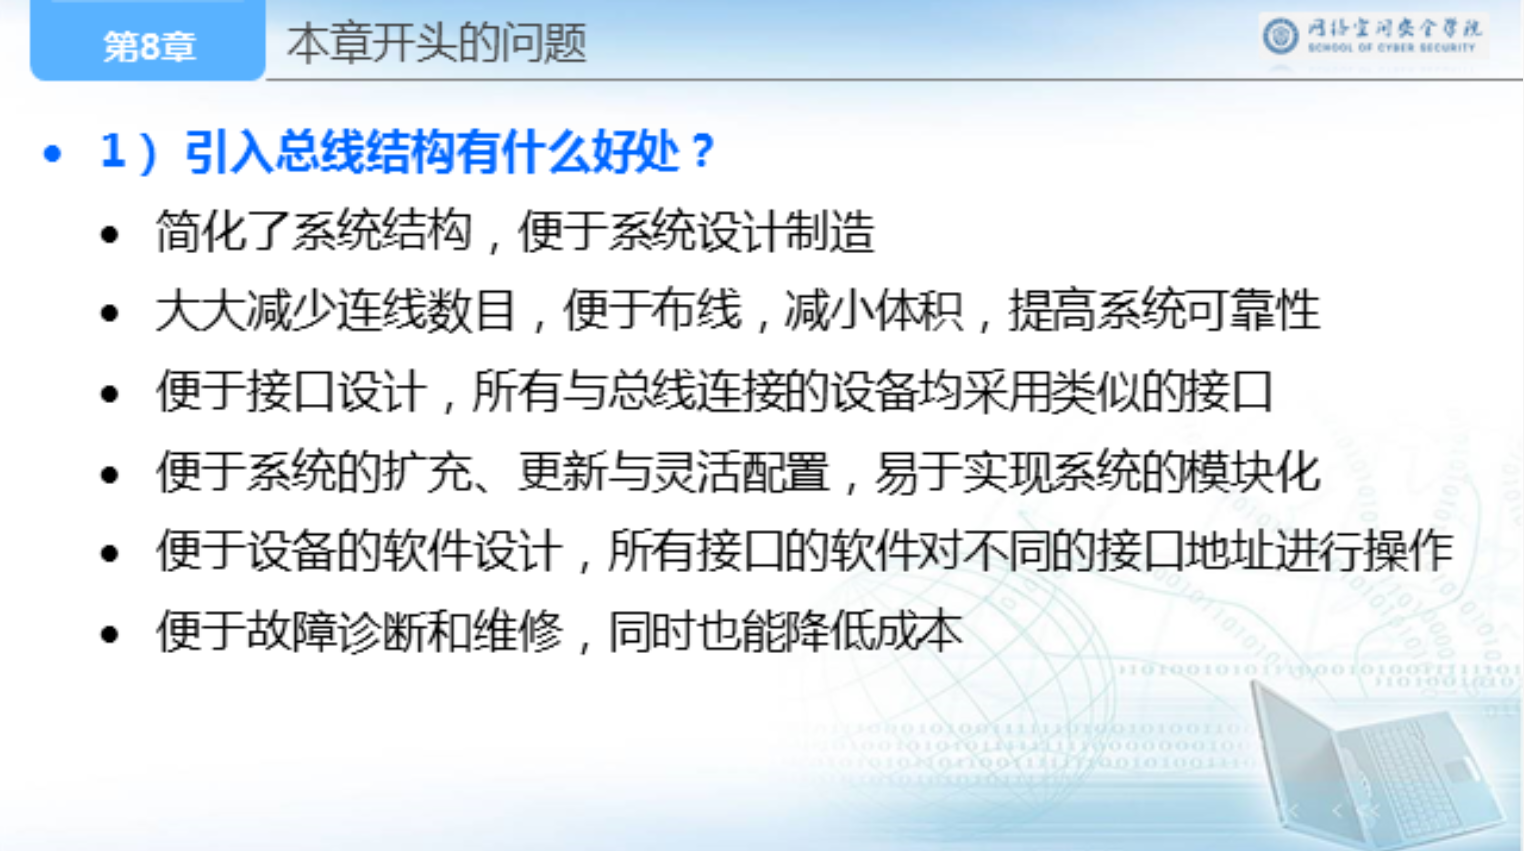 第8章
本章开头的问题
网络空间安全学院
SCHOOL OF CYBER SECURITY
• 1）引入总线结构有什么好处？
• 简化了系统结构，便于系统设计制造
• 大大减少连线数目，便于布线，减小体积，提高系统可靠性
• 便于接口设计，所有与总线连接的设备均采用类似的接口
• 便于系统的扩充、更新与灵活配置，易于实现系统的模块化
• 便于设备的软件设计，所有接口的软件对不同的接口地址进行操作
• 便于故障诊断和维修，同时也能降低成本